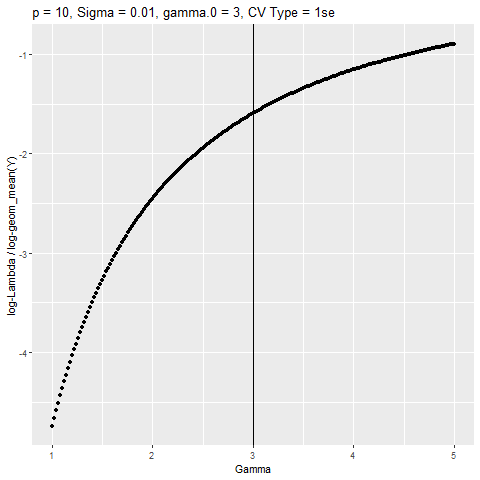 p = 10, Sigma = 0.01, gamma.0 = 3, CV Type = 1se
log-Lambda / log-geom_mean(Y)
-1
-2
-3
-4
1 2 3 4 5
Gamma